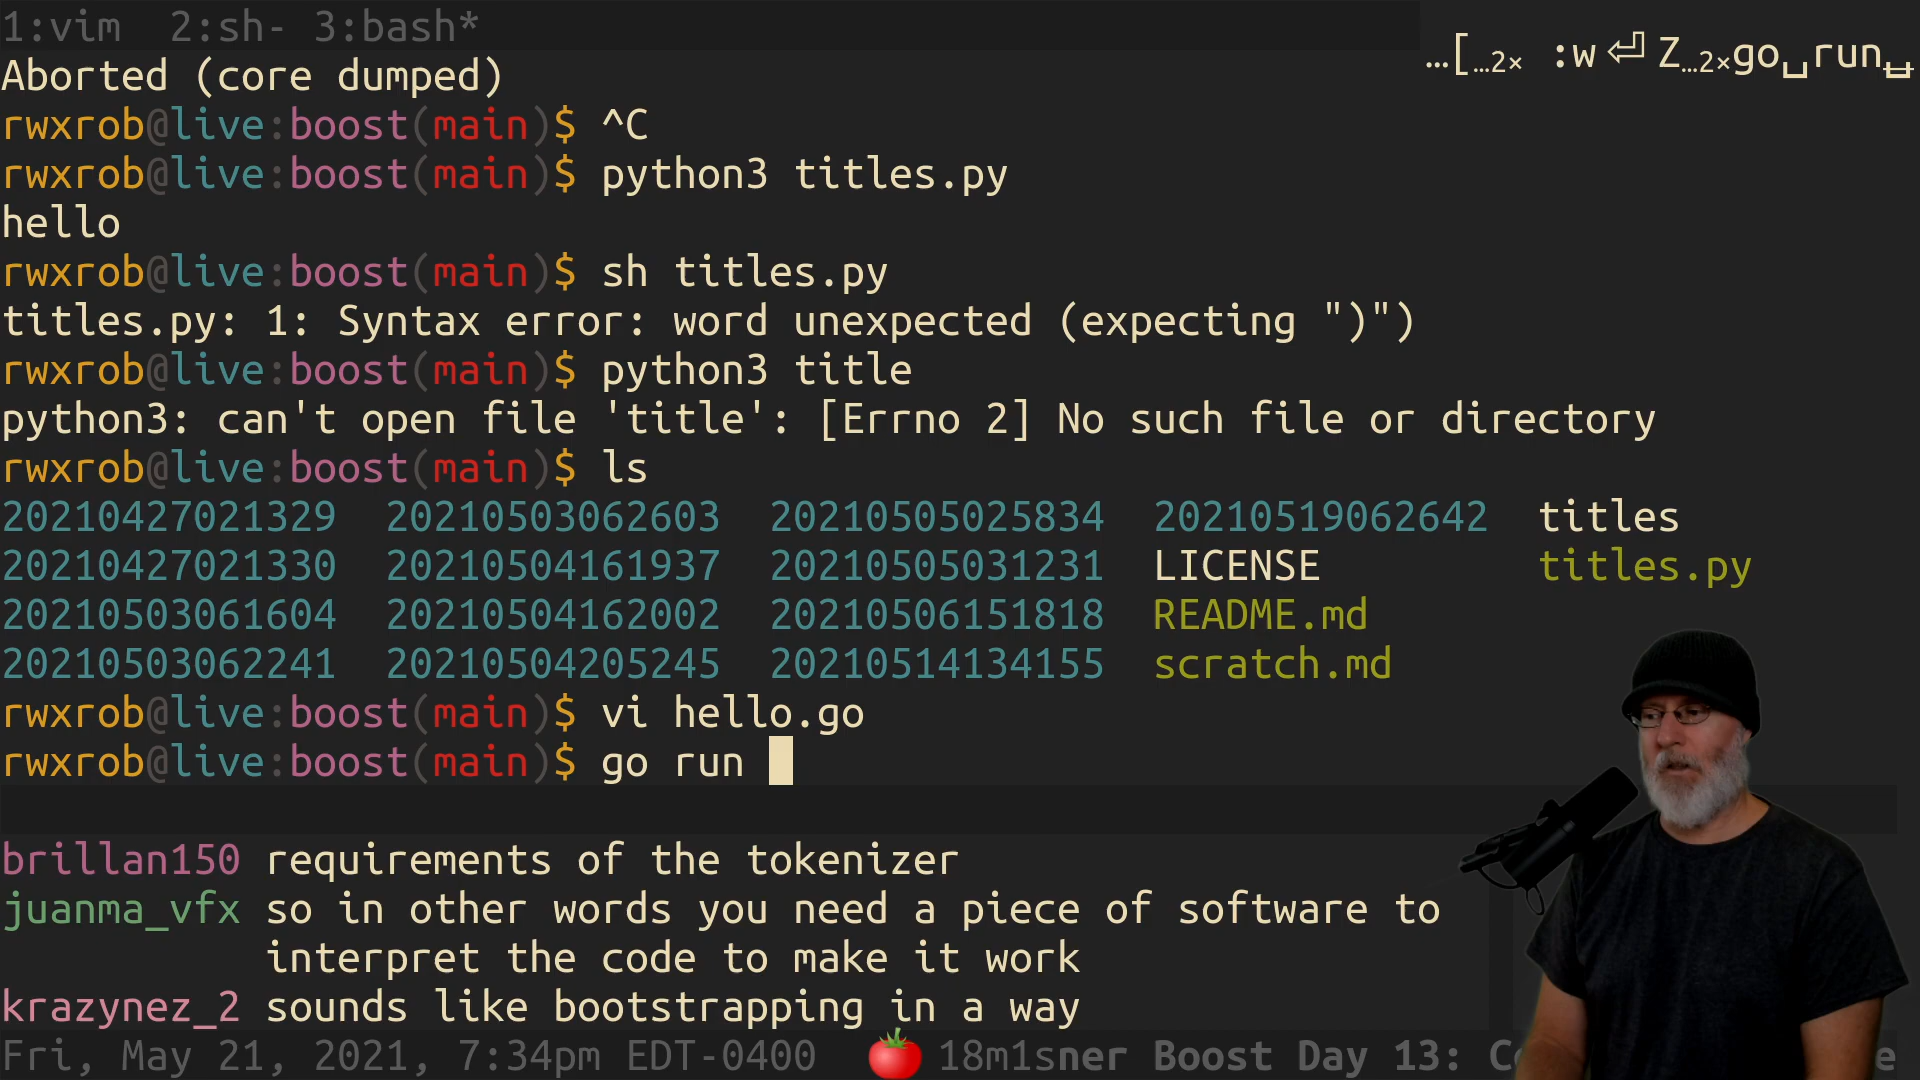 1:vim  2:sh- 3:bash*
…[…2× :w⏎ Z…2×go␣run␣
Aborted (core dumped)
rwxrob@live:boost(main)$ ^C
rwxrob@live:boost(main)$ python3 titles.py
hello
rwxrob@live:boost(main)$ sh titles.py
titles.py: 1: Syntax error: word unexpected (expecting ")")
rwxrob@live:boost(main)$ python3 title
python3: can't open file 'title': [Errno 2] No such file or directory
rwxrob@live:boost(main)$ ls
20210427021329  20210503062603  20210505025834  20210519062642  titles
20210427021330  20210504161937  20210505031231  LICENSE         titles.py
20210503061604  20210504162002  20210506151818  README.md
20210503062241  20210504205245  20210514134155  scratch.md
rwxrob@live:boost(main)$ vi hello.go
rwxrob@live:boost(main)$ go run
brillan150 requirements of the tokenizer
juanma_vfx so in other words you need a piece of software to
interpret the code to make it work
krazynez_2 sounds like bootstrapping in a way
Fri, May 21, 2021, 7:34pm EDT-0400 🍅 18m1sner Boost Day 13: